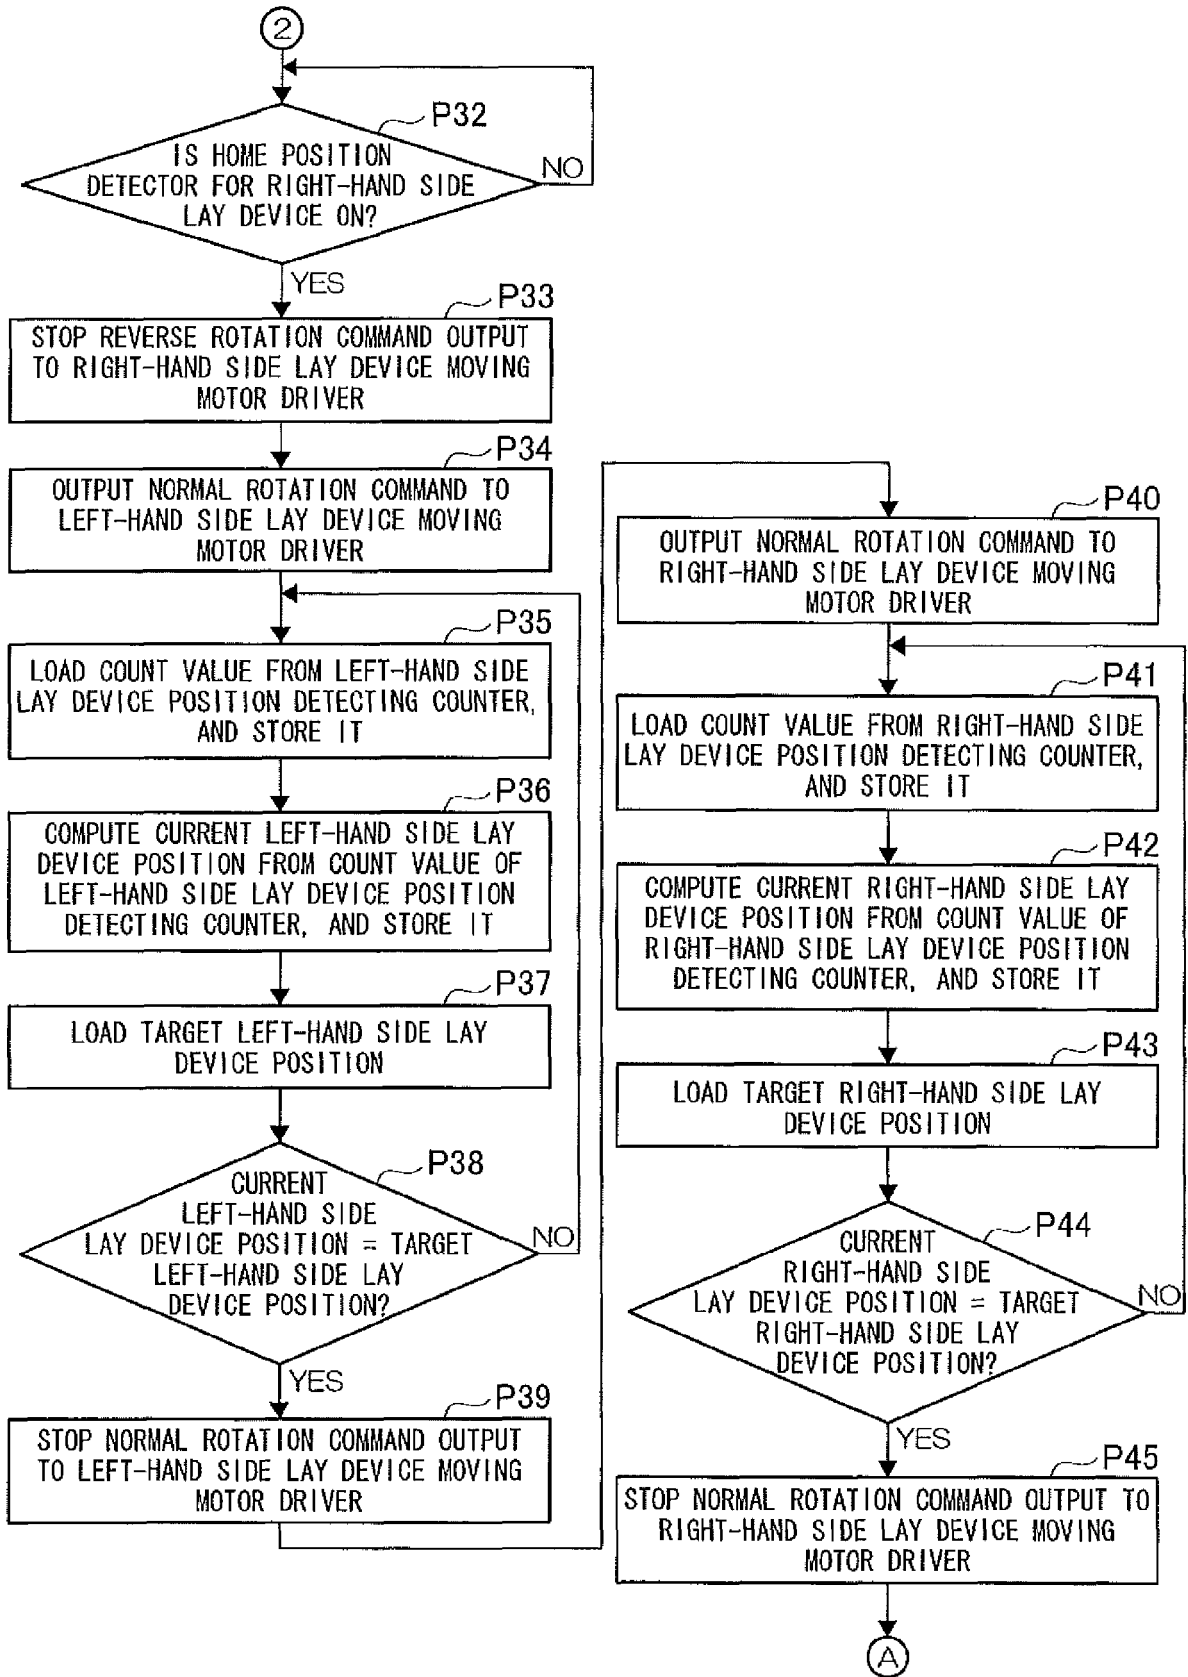 2
P32
IS HOME POSITION
DETECTOR FOR RIGHT-HAND SIDE
LAY DEVICE ON?
NO
YES
P33
STOP REVERSE ROTATION COMMAND OUTPUT
TO RIGHT-HAND SIDE LAY DEVICE MOVING
MOTOR DRIVER
P34
OUTPUT NORMAL ROTATION COMMAND TO
LEFT-HAND SIDE LAY DEVICE MOVING
MOTOR DRIVER
P35
LOAD COUNT VALUE FROM LEFT-HAND SIDE
LAY DEVICE POSITION DETECTING COUNTER,
AND STORE IT
P36
COMPUTE CURRENT LEFT-HAND SIDE LAY
DEVICE POSITION FROM COUNT VALUE OF
LEFT-HAND SIDE LAY DEVICE POSITION
DETECTING COUNTER, AND STORE IT
P37
LOAD TARGET LEFT-HAND SIDE LAY
DEVICE POSITION
P38
CURRENT
LEFT-HAND SIDE
LAY DEVICE POSITION = TARGET
LEFT-HAND SIDE LAY
DEVICE POSITION?
NO
YES
P39
STOP NORMAL ROTATION COMMAND OUTPUT
TO LEFT-HAND SIDE LAY DEVICE MOVING
MOTOR DRIVER
P40
OUTPUT NORMAL ROTATION COMMAND TO
RIGHT-HAND SIDE LAY DEVICE MOVING
MOTOR DRIVER
P41
LOAD COUNT VALUE FROM RIGHT-HAND SIDE
LAY DEVICE POSITION DETECTING COUNTER,
AND STORE IT
P42
COMPUTE CURRENT RIGHT-HAND SIDE LAY
DEVICE POSITION FROM COUNT VALUE OF
RIGHT-HAND SIDE LAY DEVICE POSITION
DETECTING COUNTER, AND STORE IT
P43
LOAD TARGET RIGHT-HAND SIDE LAY
DEVICE POSITION
P44
CURRENT
RIGHT-HAND SIDE
LAY DEVICE POSITION = TARGET
RIGHT-HAND SIDE LAY
DEVICE POSITION?
NO
YES
P45
STOP NORMAL ROTATION COMMAND OUTPUT TO
RIGHT-HAND SIDE LAY DEVICE MOVING
MOTOR DRIVER
A